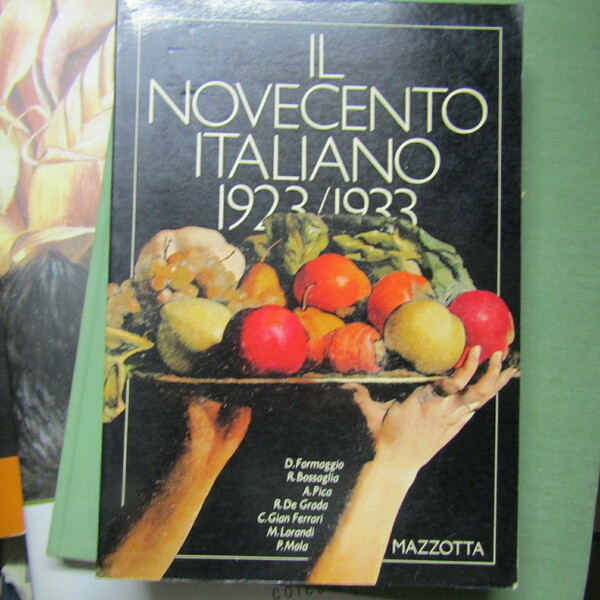 IL
NOVECENTO
ITALIANO
1923/1933
D. Formaggio
R. Bossaglia
A. Pica
R. De Grada
C. Gian Ferrari
M. Lorandi
P. Mola
MAZZOTTA